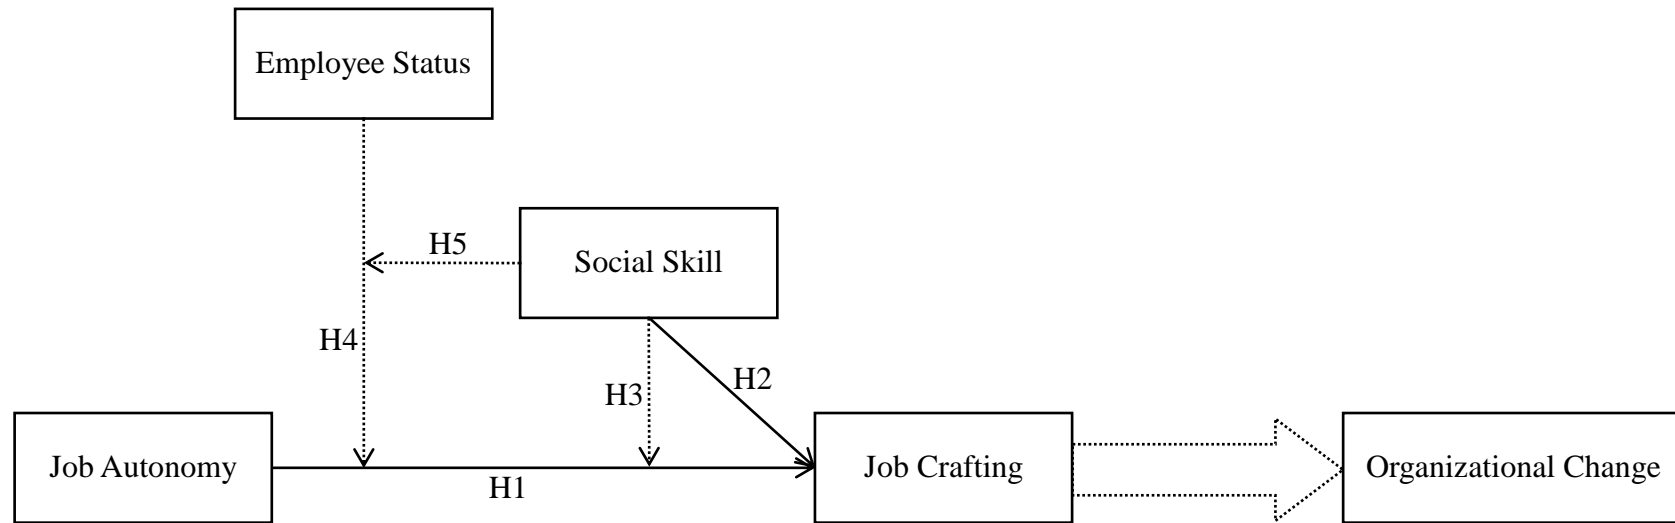 Employee Status
H5
Social Skill
H4
H3
H2
Job Autonomy
H1
Job Crafting
Organizational Change